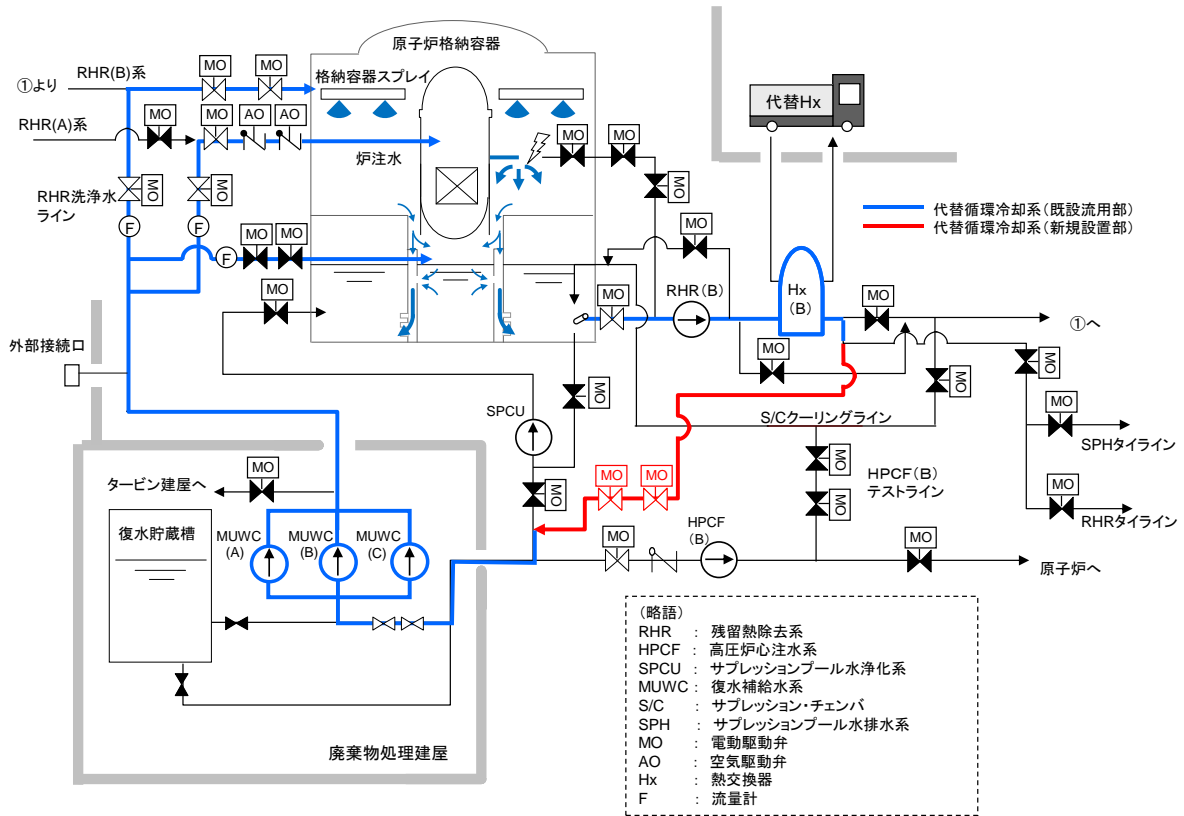 原子炉格納容器
RHR(B)系
MO
MO
①より
格納容器スプレイ
RHR(A)系
MO
MO
AO
AO
炉注水
MO
MO
代替Hx
RHR洗浄水
ライン
MO
MO
MO
F
F
代替循環冷却系(既設流用部)
代替循環冷却系(新規設置部)
F
MO
MO
MO
MO
MO
RHR(B)
Hx
(B)
MO
①へ
外部接続口
MO
MO
MO
MO
SPCU
S/Cクーリングライン
MO
SPHタイライン
タービン建屋へ
MO
MO
MO
MO
MO
HPCF(B)
テストライン
MO
MO
RHRタイライン
復水貯蔵槽
MUWC
(A)
MUWC
(B)
MUWC
(C)
MO
HPCF
(B)
MO
原子炉へ
廃棄物処理建屋
(略語)
RHR : 残留熱除去系
HPCF : 高圧炉心注水系
SPCU : サプレッションプール水浄化系
MUWC : 復水補給水系
S/C : サプレッション・チェンバ
SPH : サプレッションプール水排水系
MO : 電動駆動弁
AO : 空気駆動弁
Hx : 熱交換器
F : 流量計